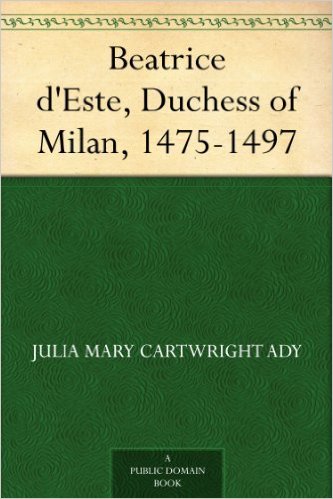 Beatrice
d'Este, Duchess of
Milan, 1475-1497
JULIA MARY CARTWRIGHT ADY
A
PUBLIC DOMAIN
BOOK